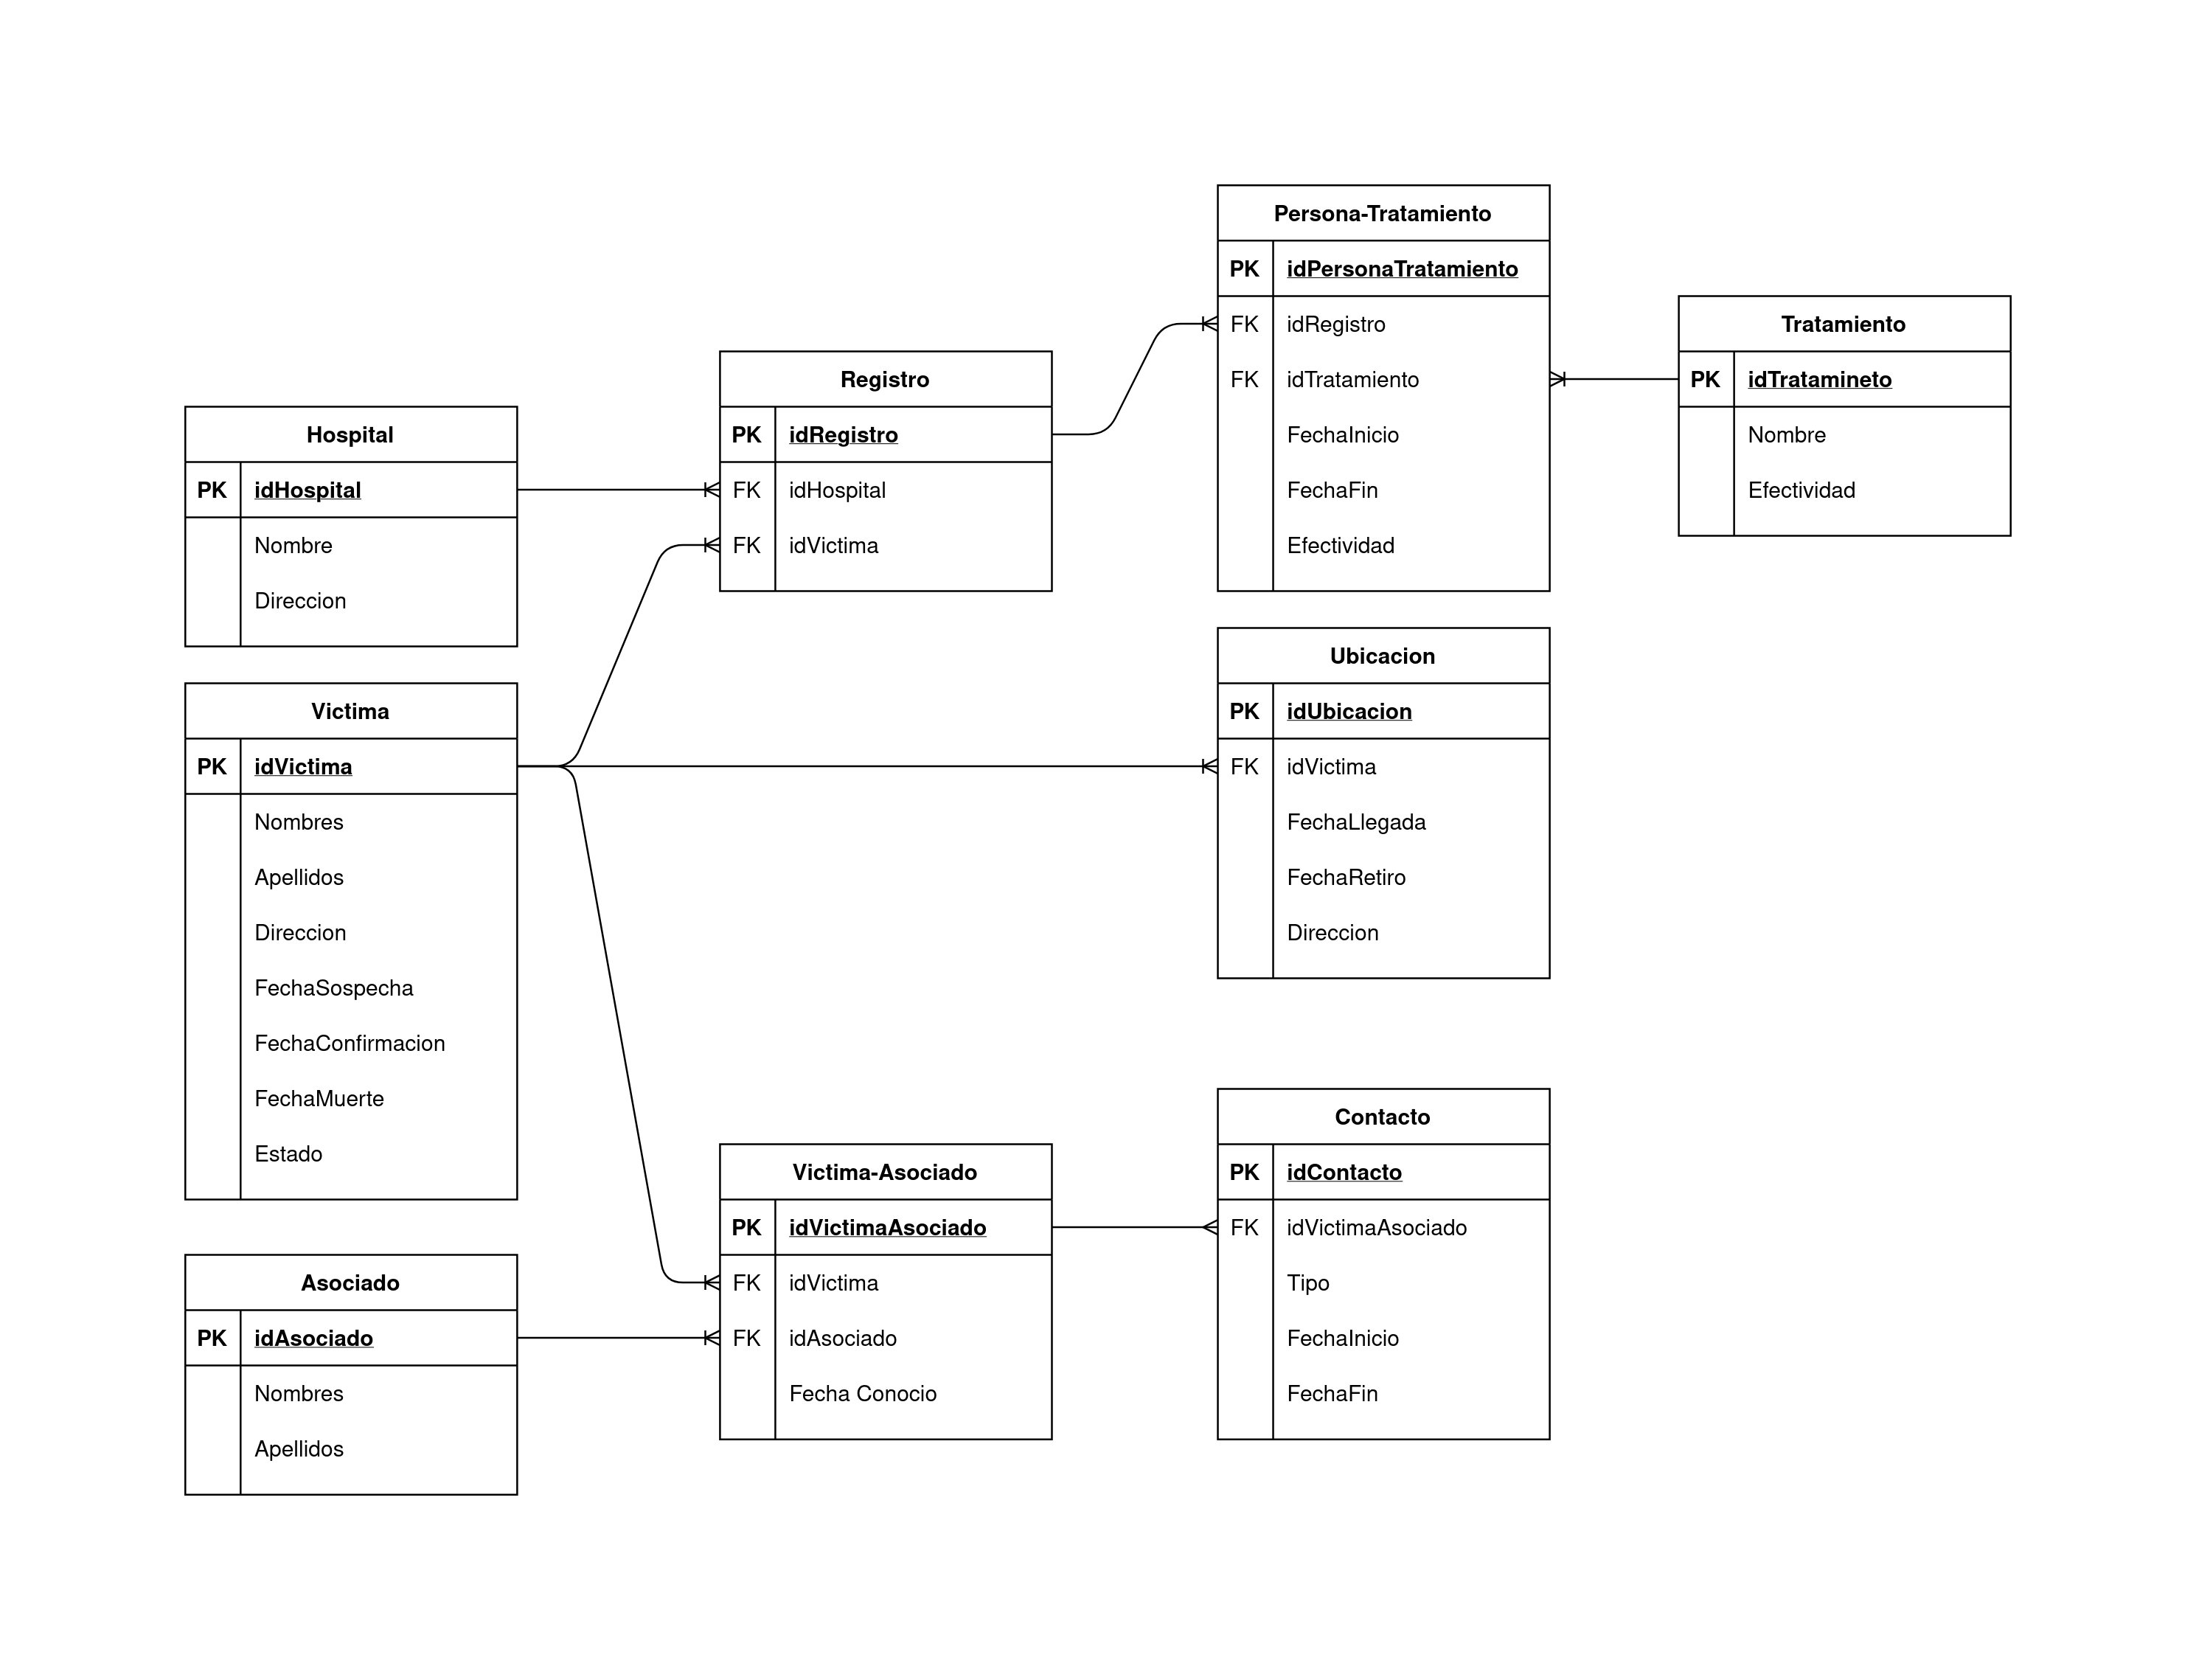 Persona-Tratamiento
PK idPersonaTratamiento
FK idRegistro
FK idTratamiento
FechaInicio
FechaFin
Efectividad
Tratamiento
PK idTratamineto
Nombre
Efectividad
Registro
PK idRegistro
FK idHospital
FK idVictima
Hospital
PK idHospital
Nombre
Direccion
Victima
PK idVictima
Nombres
Apellidos
Direccion
FechaSospecha
FechaConfirmacion
FechaMuerte
Estado
Ubicacion
PK idUbicacion
FK idVictima
FechaLlegada
FechaRetiro
Direccion
Contacto
PK idContacto
FK idVictimaAsociado
Tipo
FechaInicio
FechaFin
Victima-Asociado
PK idVictimaAsociado
FK idVictima
FK idAsociado
Fecha Conocio
Asociado
PK idAsociado
Nombres
Apellidos